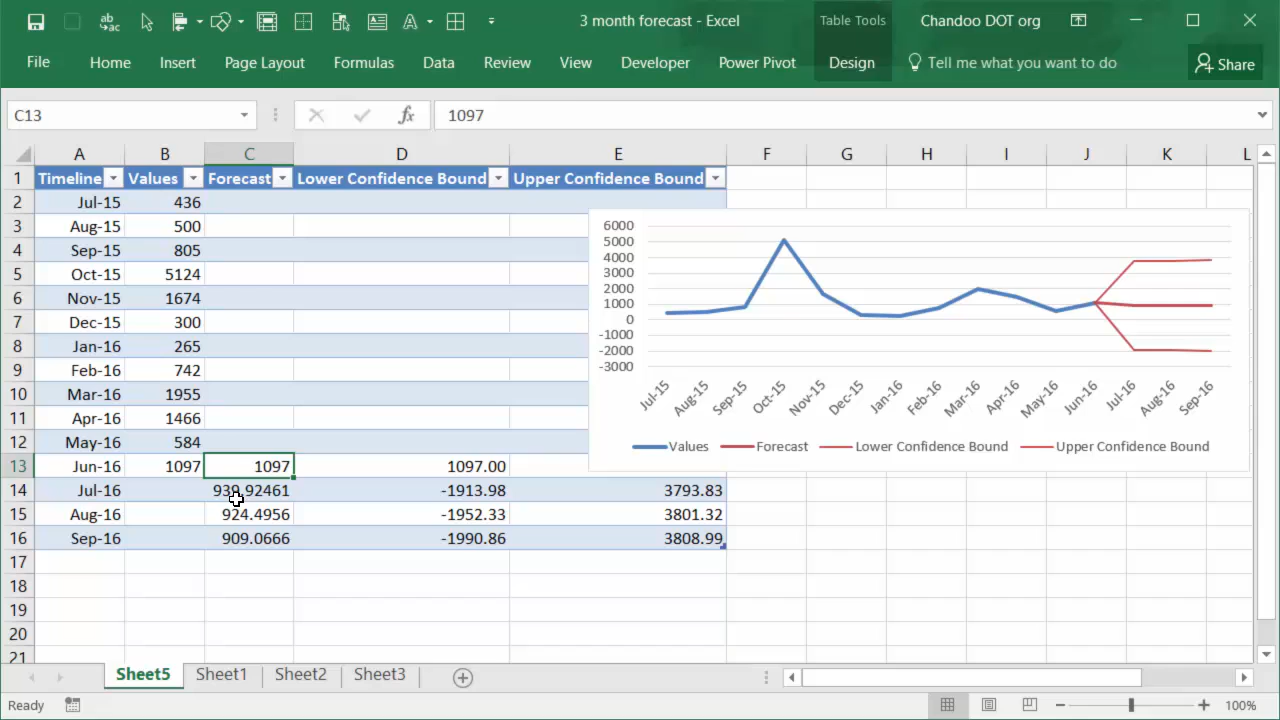 ab
ac
A
3 month forecast - Excel
Table Tools
Chandoo DOT org
File Home Insert Page Layout Formulas Data Review View Developer Power Pivot Design Tell me what you want to do Share
C13 fx 1097
A B C D E F G H I J K L
1 Timeline Values Forecast Lower Confidence Bound Upper Confidence Bound
2 Jul-15 436
3 Aug-15 500
4 Sep-15 805
5 Oct-15 5124
6 Nov-15 1674
7 Dec-15 300
8 Jan-16 265
9 Feb-16 742
10 Mar-16 1955
11 Apr-16 1466
12 May-16 584
13 Jun-16 1097 1097 1097.00
14 Jul-16 939.92461 -1913.98 3793.83
15 Aug-16 924.4956 -1952.33 3801.32
16 Sep-16 909.0666 -1990.86 3808.99
17
18
19
20
21
6000
5000
4000
3000
2000
1000
0
-1000
-2000
-3000
Jul-15 Aug-15 Sep-15 Oct-15 Nov-15 Dec-15 Jan-16 Feb-16 Mar-16 Apr-16 May-16 Jun-16 Jul-16 Aug-16 Sep-16
Values Forecast Lower Confidence Bound Upper Confidence Bound
Sheet5 Sheet1 Sheet2 Sheet3
Ready 100%